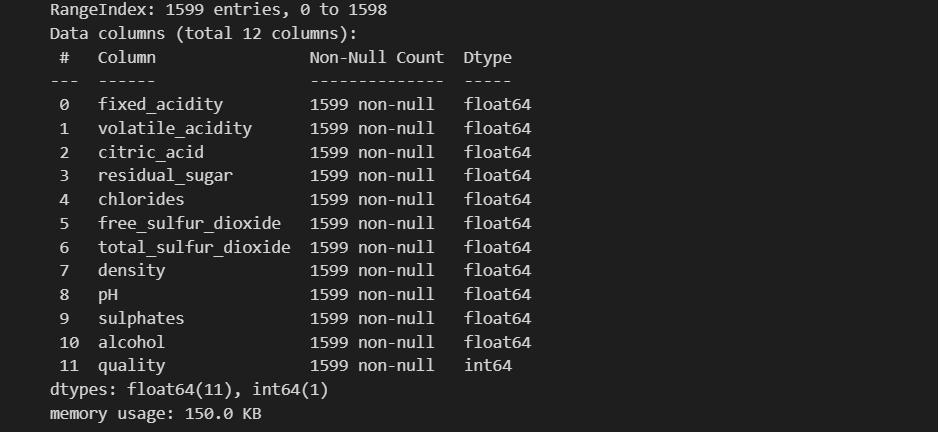 RangeIndex: 1599 entries, 0 to 1598
Data columns (total 12 columns):
 #   Column                Non-Null Count  Dtype
---  ------                --------------  -----
 0   fixed_acidity         1599 non-null   float64
 1   volatile_acidity      1599 non-null   float64
 2   citric_acid           1599 non-null   float64
 3   residual_sugar        1599 non-null   float64
 4   chlorides             1599 non-null   float64
 5   free_sulfur_dioxide   1599 non-null   float64
 6   total_sulfur_dioxide  1599 non-null   float64
 7   density               1599 non-null   float64
 8   pH                    1599 non-null   float64
 9   sulphates             1599 non-null   float64
 10  alcohol               1599 non-null   float64
 11  quality               1599 non-null   int64
dtypes: float64(11), int64(1)
memory usage: 150.0 KB